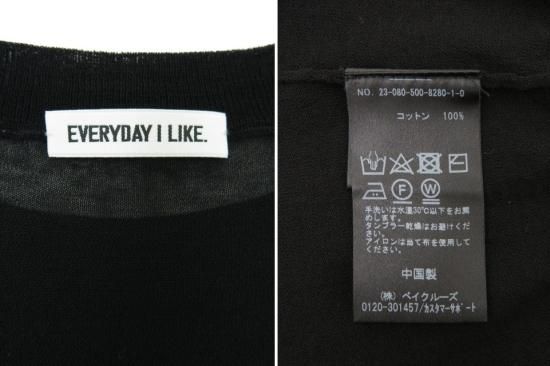 EVERYDAY I LIKE.
NO. 23-080-500-8280-1-0
コットン 100%
F W
手洗いは水温30℃以下をお薦
めします。
タンブラー乾燥はお避けくだ
さい。
アイロンは当て布を使用して
ください。
中国製
(株) ベイクルーズ
0120-301457/カスタマーサポート